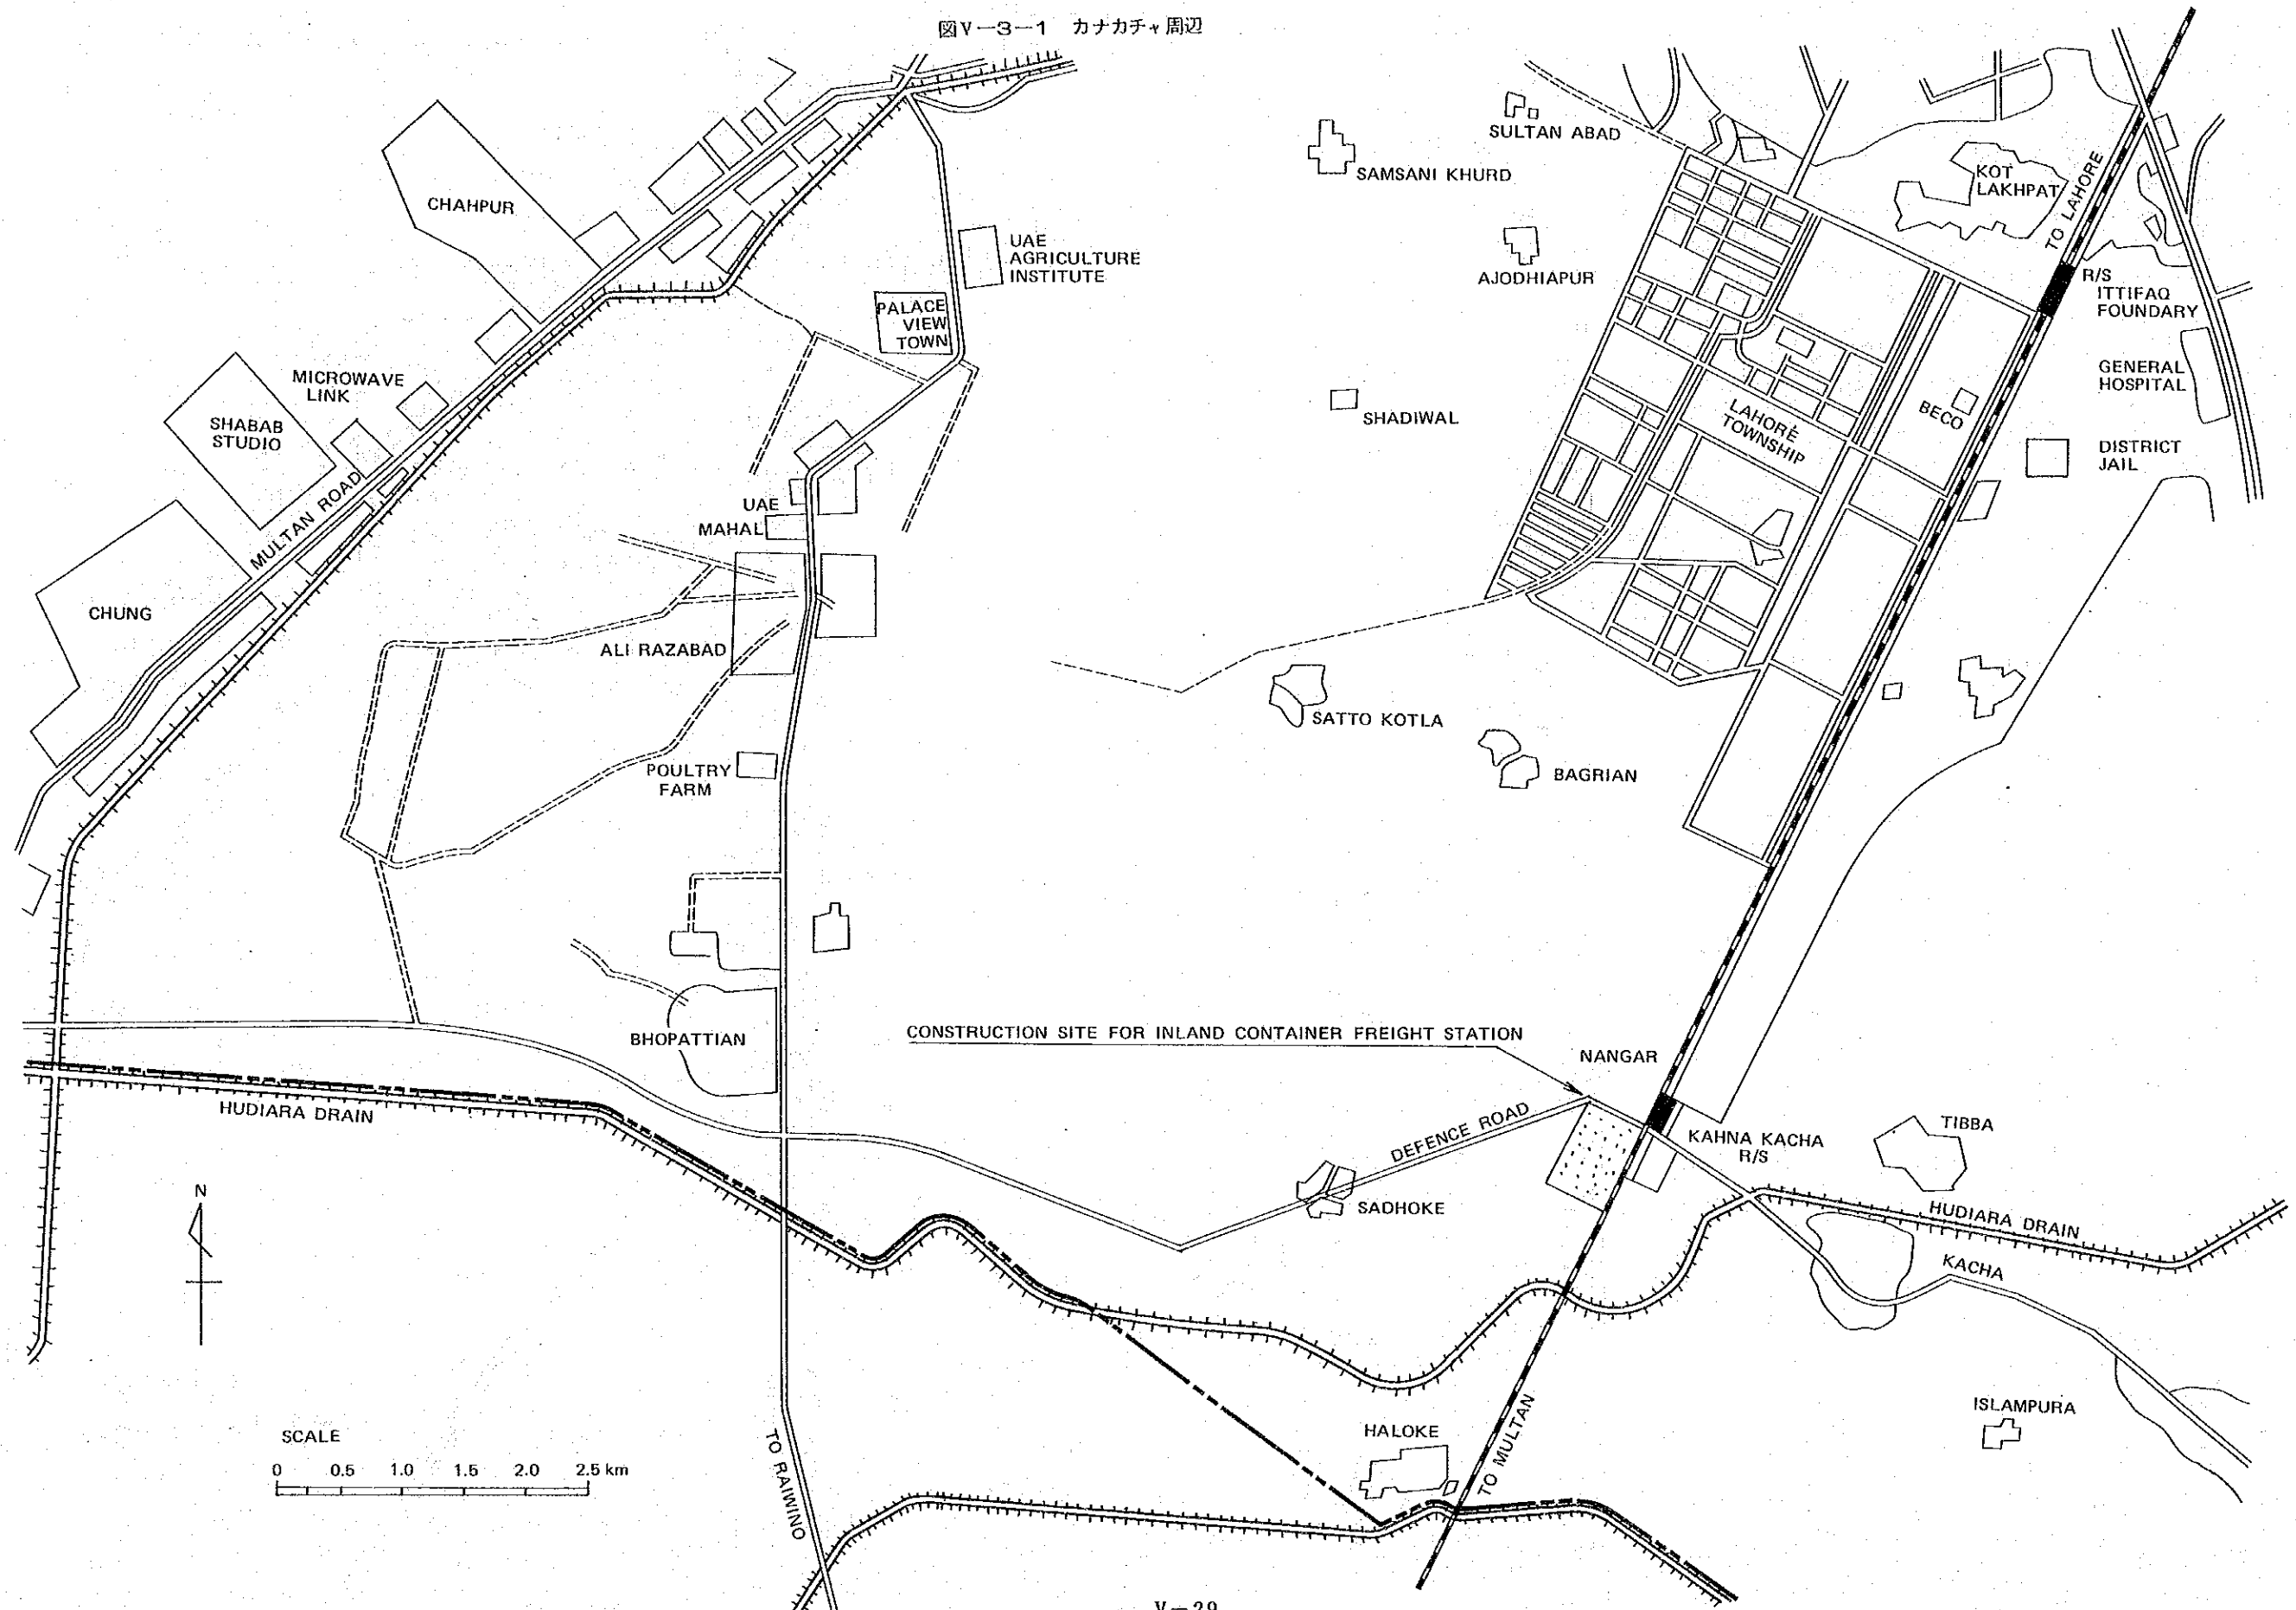 図V-3-1 カナカチャ周辺
SULTAN ABAD
SAMSANI KHURD
KOT
LAKHPAT
TO LAHORE
CHAHPUR
UAE
AGRICULTURE
INSTITUTE
AJODHIAPUR
R/S
ITTIFAQ
FOUNDARY
PALACE
VIEW
TOWN
GENERAL
HOSPITAL
MICROWAVE
LINK
SHADIWAL
LAHORE
TOWNSHIP
BECO
SHABAB
STUDIO
DISTRICT
JAIL
MULTAN ROAD
UAE
MAHAL
CHUNG
ALI RAZABAD
SATTO KOTLA
POULTRY
FARM
BAGRIAN
BHOPATTIAN
CONSTRUCTION SITE FOR INLAND CONTAINER FREIGHT STATION
NANGAR
HUDIARA DRAIN
DEFENCE ROAD
KAHNA KACHA
R/S
TIBBA
N
SADHOKE
HUDIARA DRAIN
KACHA
ISLAMPURA
HALOKE
TO MULTAN
SCALE
0 0.5 1.0 1.5 2.0 2.5 km
TO RAIWINO
V-29